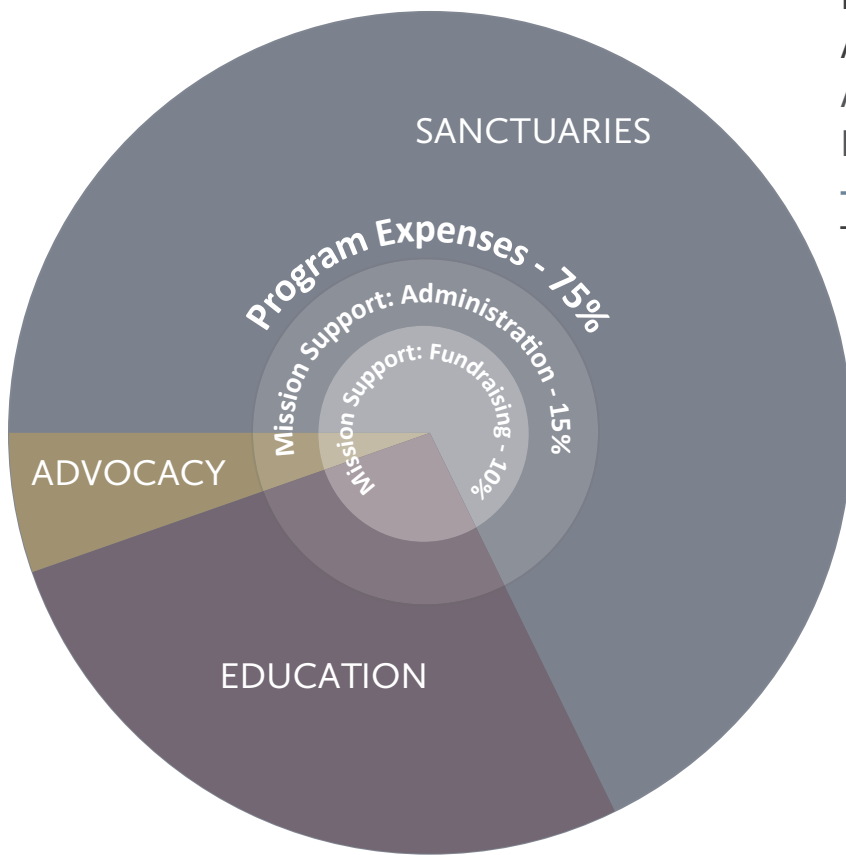 SANCTUARIES
Program Expenses - 75%
Mission Support: Administration - 15%
Mission Support: Fundraising - 10%
ADVOCACY
EDUCATION